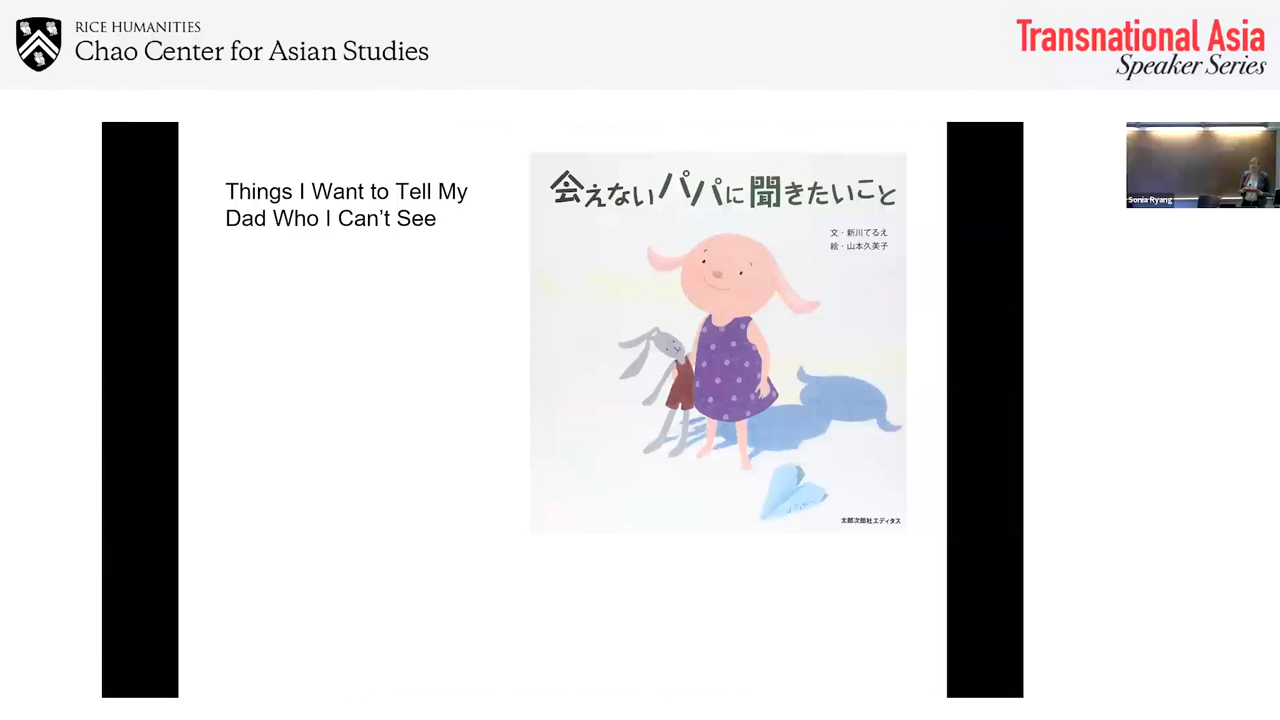 RICE HUMANITIES
Chao Center for Asian Studies
Transnational Asia
Speaker Series
Things I Want to Tell My
Dad Who I Can't See
会えないパパに聞きたいこと
文・新川てるえ
絵・山本久美子
太郎次郎社エディタス
Sonia Ryang